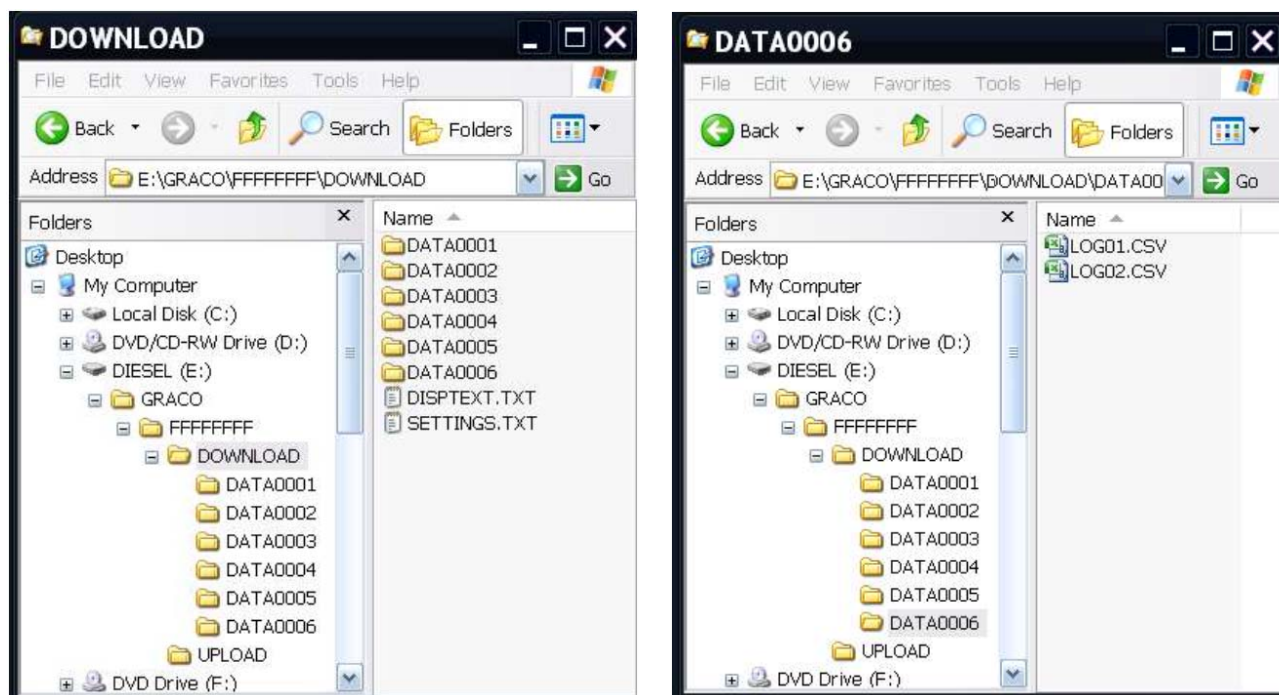 DOWNLOAD
File Edit View Favorites Tools Help
Back Search Folders
Address E:\GRACO\FFFFFFFF\DOWNLOAD Go
Folders
Desktop
My Computer
Local Disk (C:)
DVD/CD-RW Drive (D:)
DIESEL (E:)
GRACO
FFFFFFFF
DOWNLOAD
DATA0001
DATA0002
DATA0003
DATA0004
DATA0005
DATA0006
UPLOAD
DVD Drive (F:)
Name
DATA0001
DATA0002
DATA0003
DATA0004
DATA0005
DATA0006
DISPTEXT.TXT
SETTINGS.TXT
DATA0006
File Edit View Favorites Tools Help
Back Search Folders
Address E:\GRACO\FFFFFFFF\DOWNLOAD\DATA00 Go
Folders
Desktop
My Computer
Local Disk (C:)
DVD/CD-RW Drive (D:)
DIESEL (E:)
GRACO
FFFFFFFF
DOWNLOAD
DATA0001
DATA0002
DATA0003
DATA0004
DATA0005
DATA0006
UPLOAD
DVD Drive (F:)
Name
LOG01.CSV
LOG02.CSV